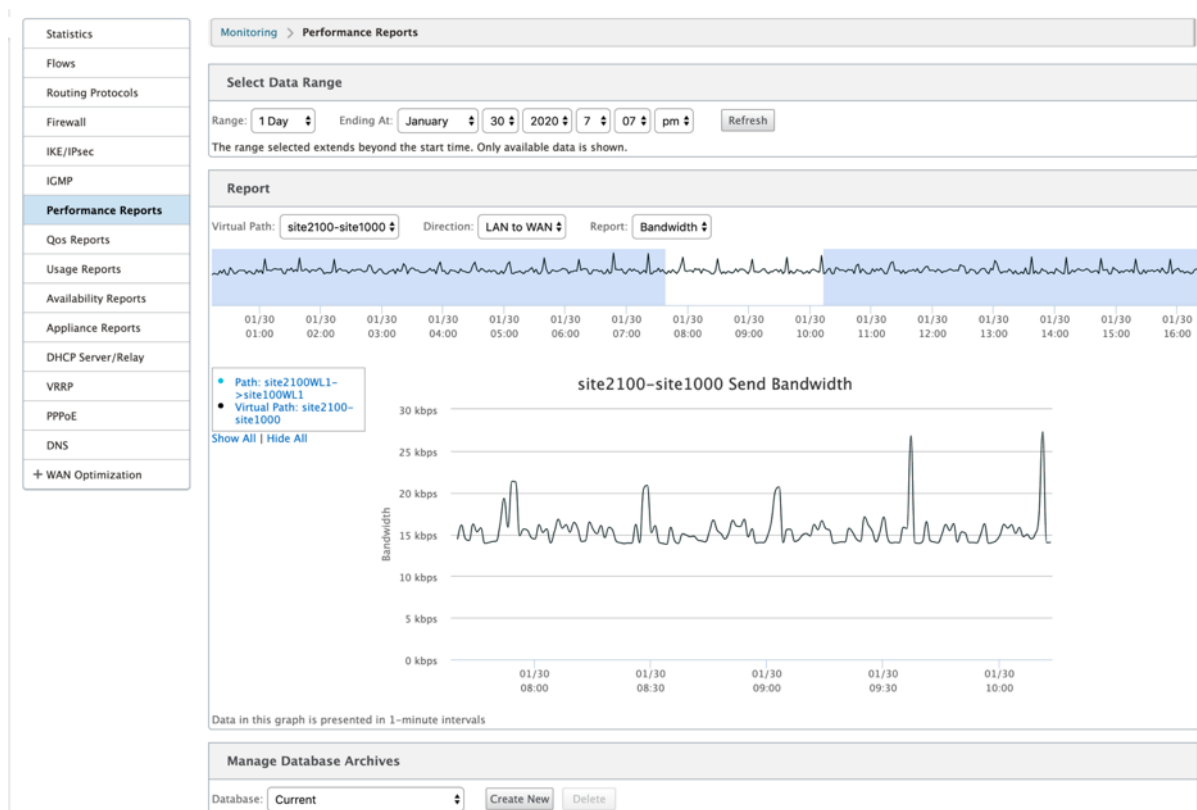 Statistics
Flows
Routing Protocols
Firewall
IKE/IPsec
IGMP
Performance Reports
Qos Reports
Usage Reports
Availability Reports
Appliance Reports
DHCP Server/Relay
VRRP
PPPoE
DNS
+ WAN Optimization
Monitoring > Performance Reports
Select Data Range
Range: 1 Day Ending At: January 30 2020 7 07 pm Refresh
The range selected extends beyond the start time. Only available data is shown.
Report
Virtual Path: site2100-site1000 Direction: LAN to WAN Report: Bandwidth
01/30 01/30 01/30 01/30 01/30 01/30 01/30 01/30 01/30 01/30 01/30 01/30 01/30 01/30 01/30 01/30
01:00 02:00 03:00 04:00 05:00 06:00 07:00 08:00 09:00 10:00 11:00 12:00 13:00 14:00 15:00 16:00
Path: site2100WL1-
>site100WL1
Virtual Path: site2100-
site1000
Show All | Hide All
site2100-site1000 Send Bandwidth
30 kbps
25 kbps
20 kbps
15 kbps
10 kbps
5 kbps
0 kbps
Bandwidth
01/30 01/30 01/30 01/30 01/30
08:00 08:30 09:00 09:30 10:00
Data in this graph is presented in 1-minute intervals
Manage Database Archives
Database: Current Create New Delete